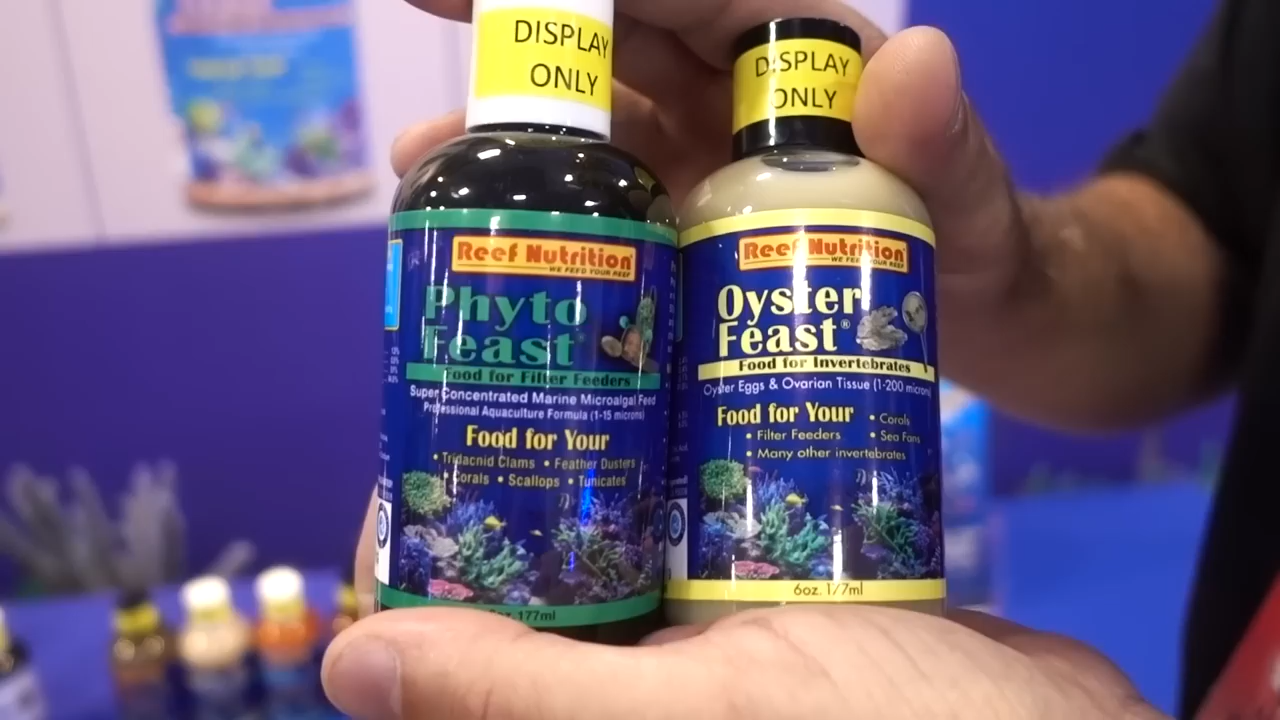 DISPLAY
ONLY
Reef Nutrition
WE FEED YOUR REEF
Phyto
Feast
Food for Filter Feeders
Super Concentrated Marine Microalgal Feed
Professional Aquaculture Formula (1-15 microns)
Food for Your
• Tridacnid Clams • Feather Dusters
• Corals • Scallops • Tunicates
6oz. 177ml
DISPLAY
ONLY
Reef Nutrition
WE FEED YOUR REEF
Oyster
Feast®
Food for Invertebrates
Oyster Eggs & Ovarian Tissue (1-200 microns)
Food for Your
• Corals
• Filter Feeders
• Sea Fans
• Many other invertebrates
6oz. 177ml